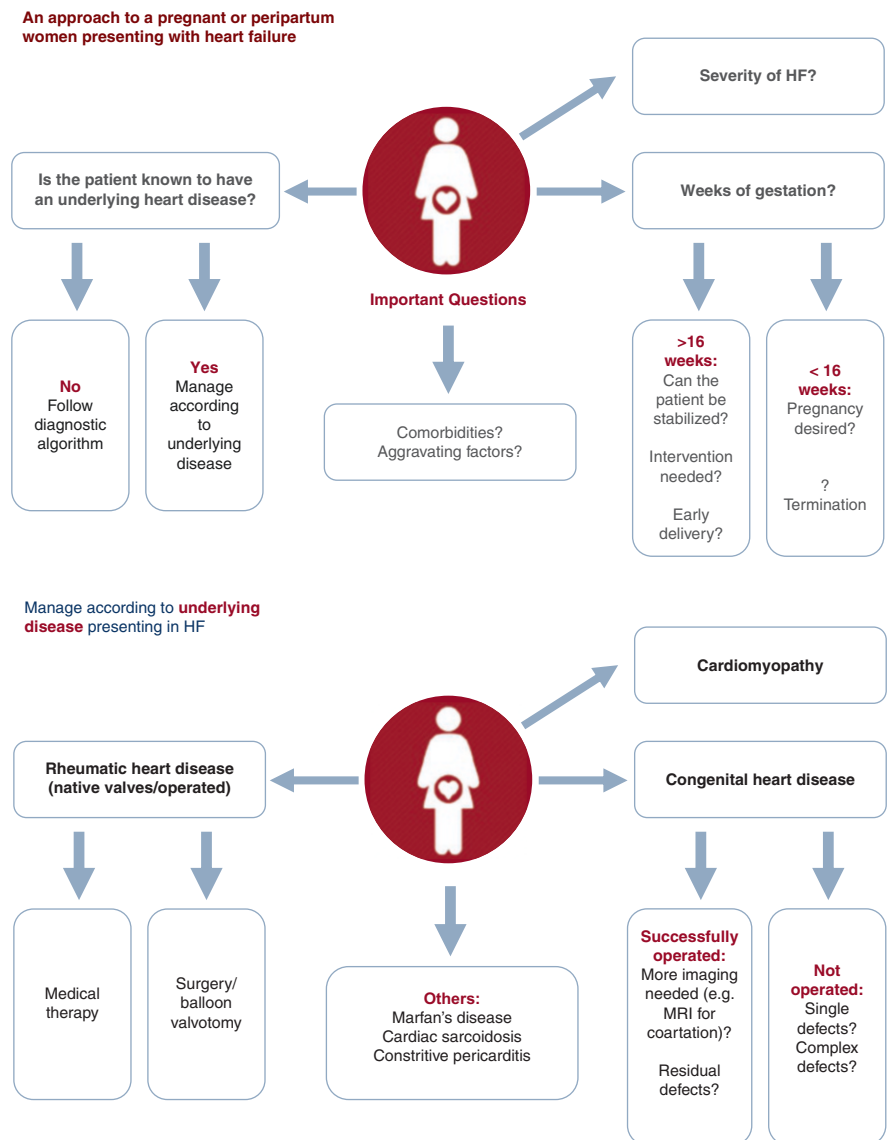 An approach to a pregnant or peripartum
women presenting with heart failure
Severity of HF?
Is the patient known to have
an underlying heart disease?
Weeks of gestation?
Important Questions
No
Follow
diagnostic
algorithm
Yes
Manage
according
to
underlying
disease
Comorbidities?
Aggravating factors?
>16
weeks:
Can the
patient be
stabilized?
Intervention
needed?
Early
delivery?
< 16
weeks:
Pregnancy
desired?
?
Termination
Manage according to underlying
disease presenting in HF
Cardiomyopathy
Rheumatic heart disease
(native valves/operated)
Congenital heart disease
Medical
therapy
Surgery/
balloon
valvotomy
Others:
Marfan's disease
Cardiac sarcoidosis
Constritive pericarditis
Successfully
operated:
More imaging
needed (e.g.
MRI for
coartation)?
Residual
defects?
Not
operated:
Single
defects?
Complex
defects?